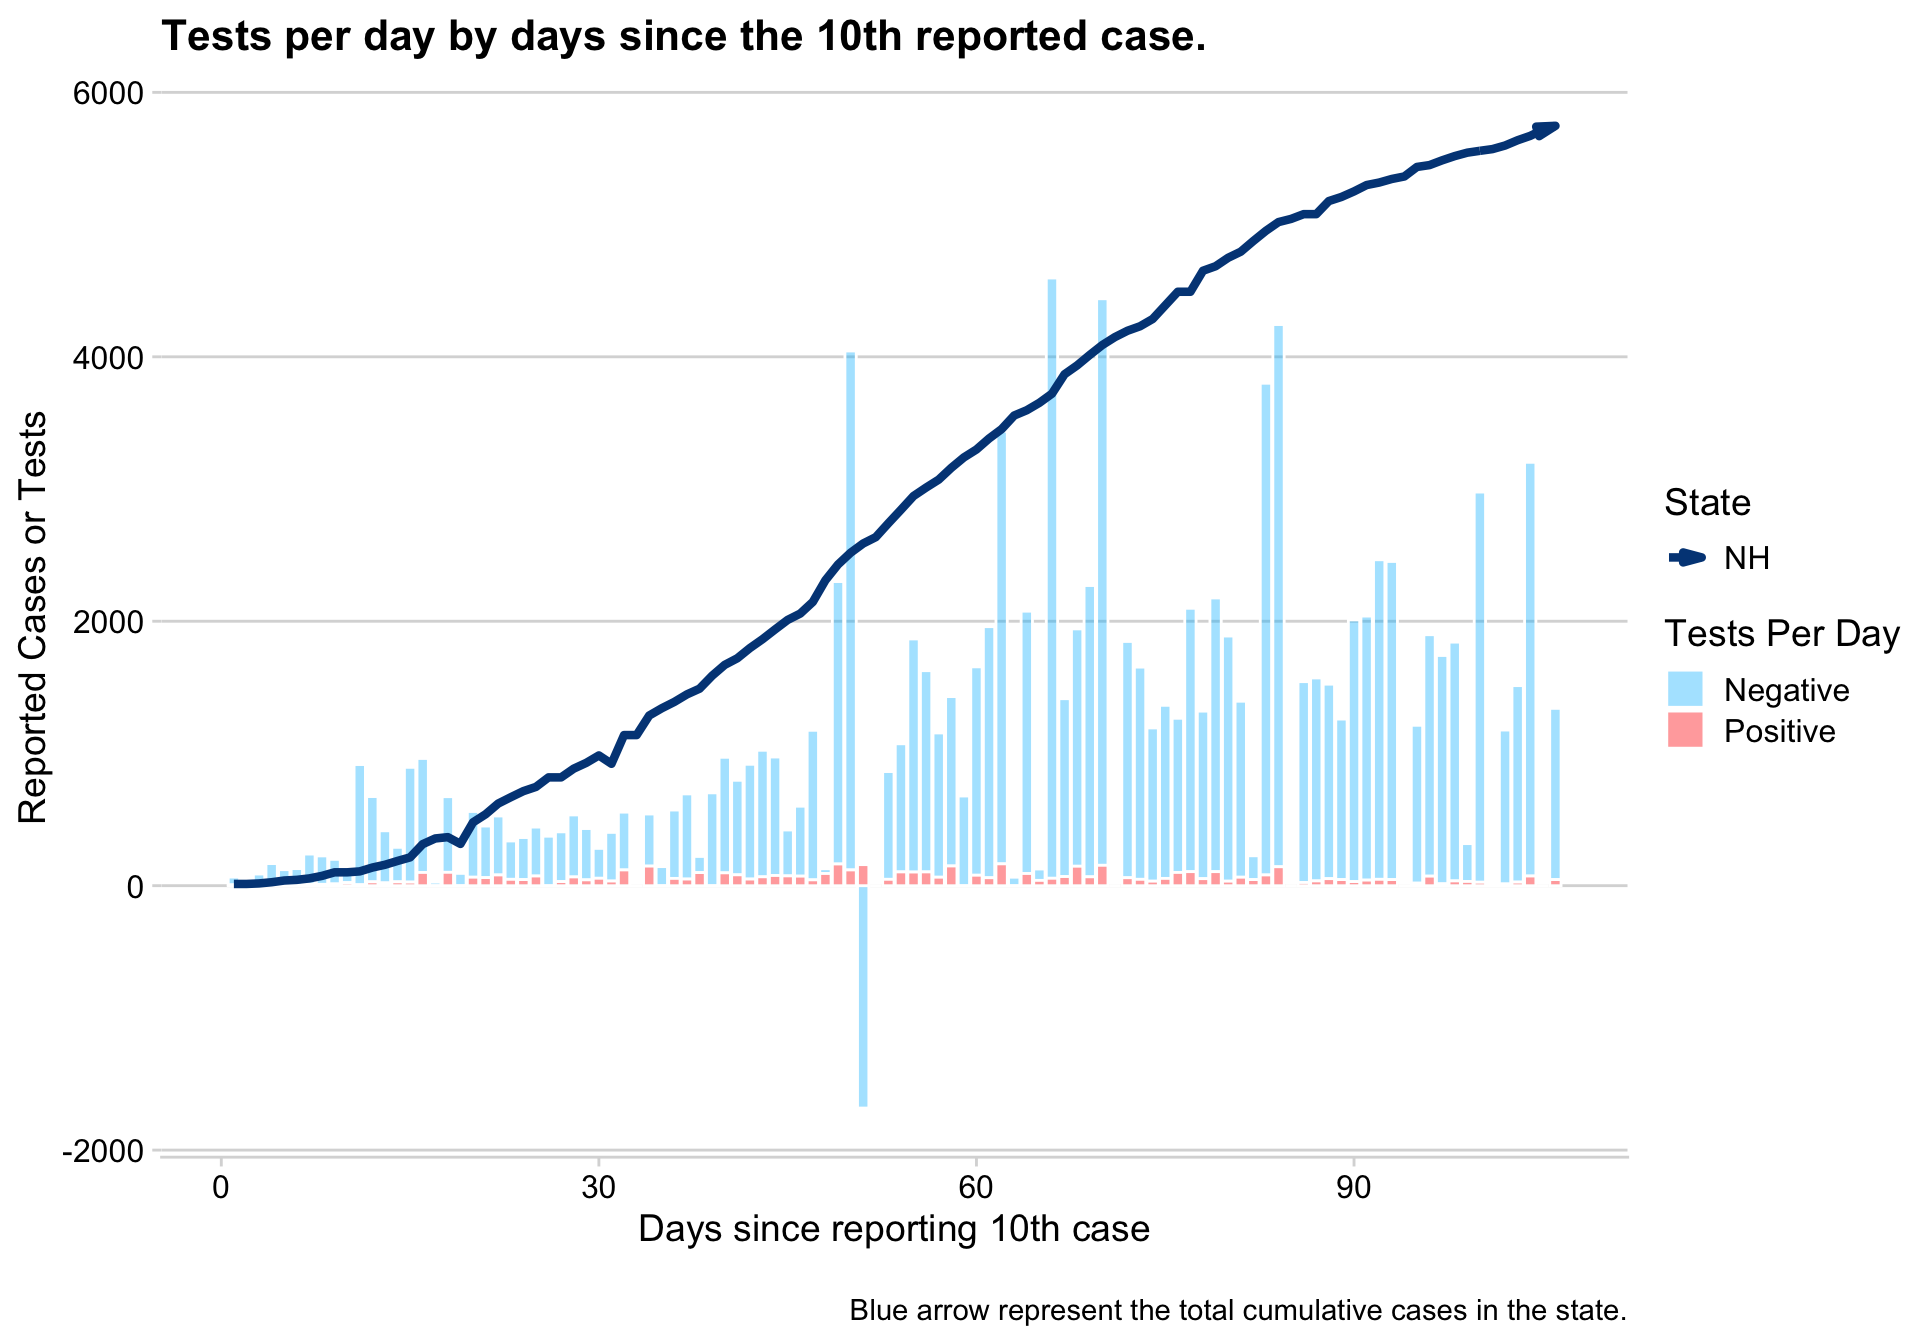 Tests per day by days since the 10th reported case.
6000
4000
2000
0
-2000
Reported Cases or Tests
0 30 60 90
Days since reporting 10th case
State
NH
Tests Per Day
Negative
Positive
Blue arrow represent the total cumulative cases in the state.